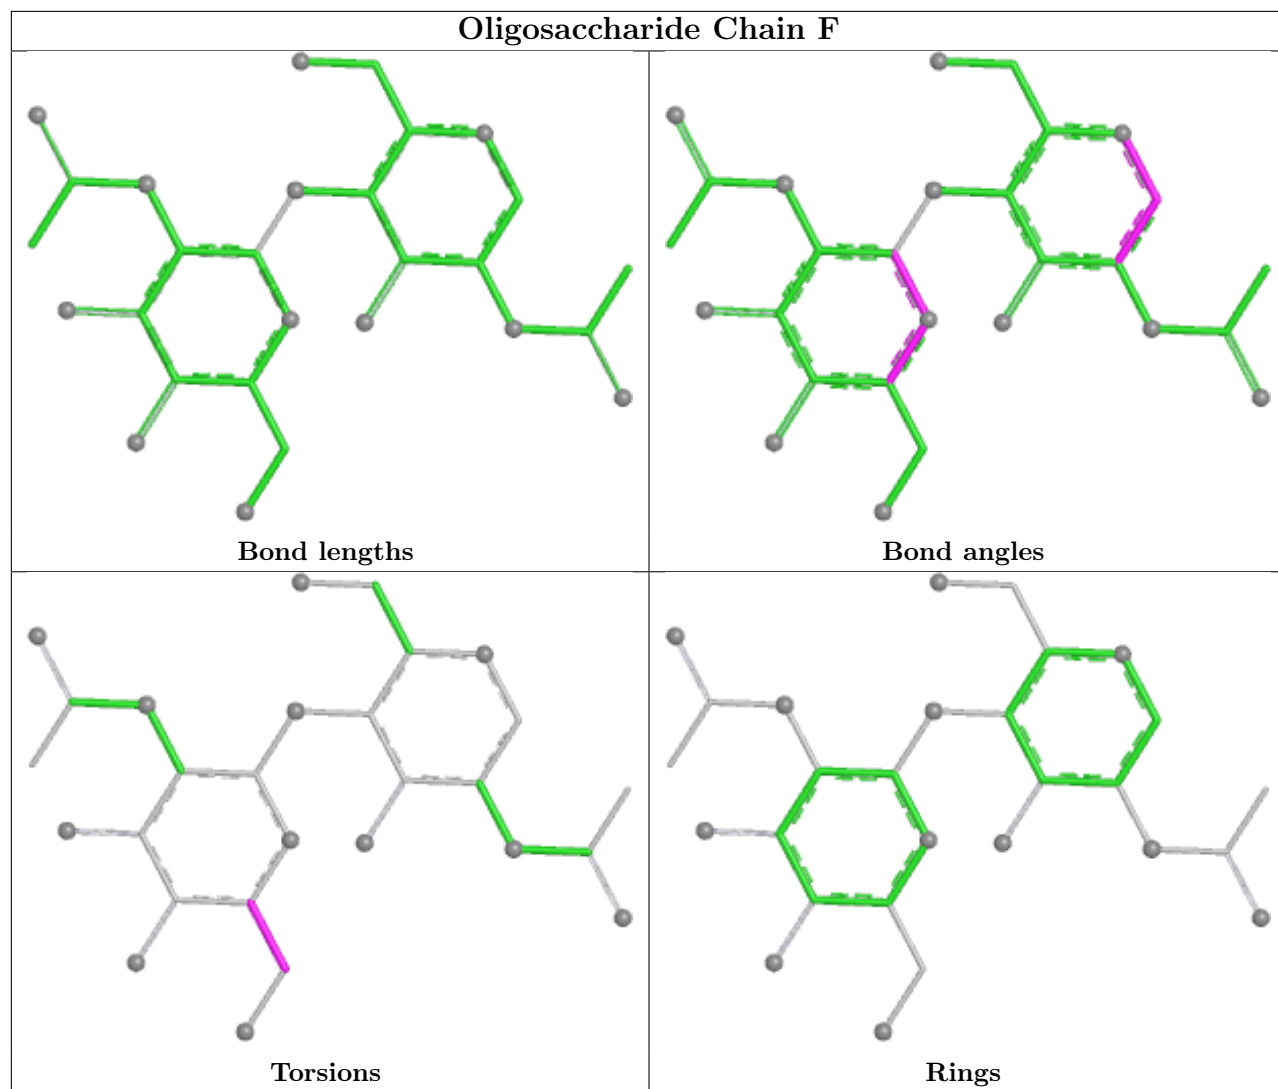 Oligosaccharide Chain F
Bond lengths
Bond angles
Torsions
Rings